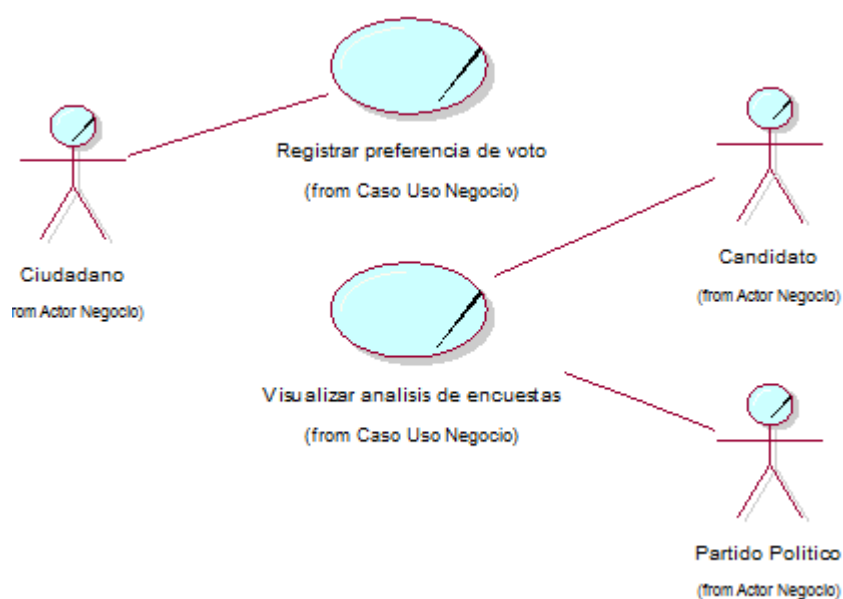 Registrar preferencia de voto
(from Caso Uso Negocio)
Ciudadano
rom Actor Negocio)
Candidato
(from Actor Negocio)
Visualizar analisis de encuestas
(from Caso Uso Negocio)
Partido Politico
(from Actor Negocio)